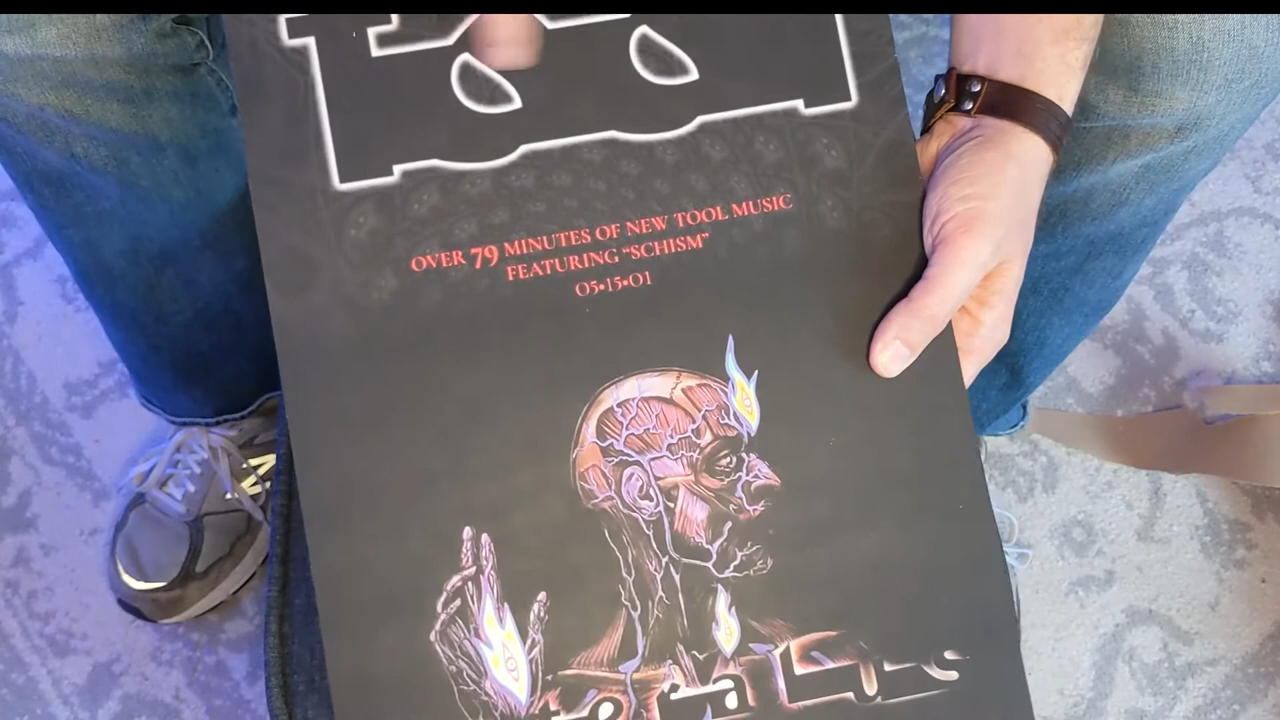 OVER 79 MINUTES OF NEW TOOL MUSIC
FEATURING "SCHISM"
05•15•01